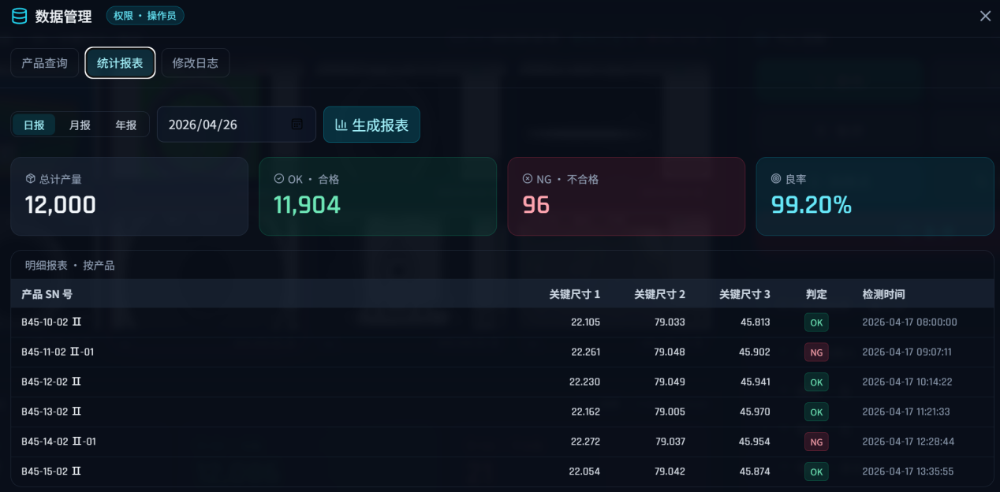 数据管理 权限 · 操作员
产品查询 统计报表 修改日志
日报 月报 年报 2026/04/26 生成报表
总计产量 OK · 合格 NG · 不合格 良率
12,000 11,904 96 99.20%
明细报表 · 按产品
产品 SN 号 关键尺寸 1 关键尺寸 2 关键尺寸 3 判定 检测时间
B45-10-02 Ⅱ 22.105 79.033 45.813 OK 2026-04-17 08:00:00
B45-11-02 Ⅱ-01 22.261 79.048 45.902 NG 2026-04-17 09:07:11
B45-12-02 Ⅱ 22.230 79.049 45.941 OK 2026-04-17 10:14:22
B45-13-02 Ⅱ 22.162 79.005 45.970 OK 2026-04-17 11:21:33
B45-14-02 Ⅱ-01 22.272 79.037 45.954 NG 2026-04-17 12:28:44
B45-15-02 Ⅱ 22.054 79.042 45.874 OK 2026-04-17 13:35:55